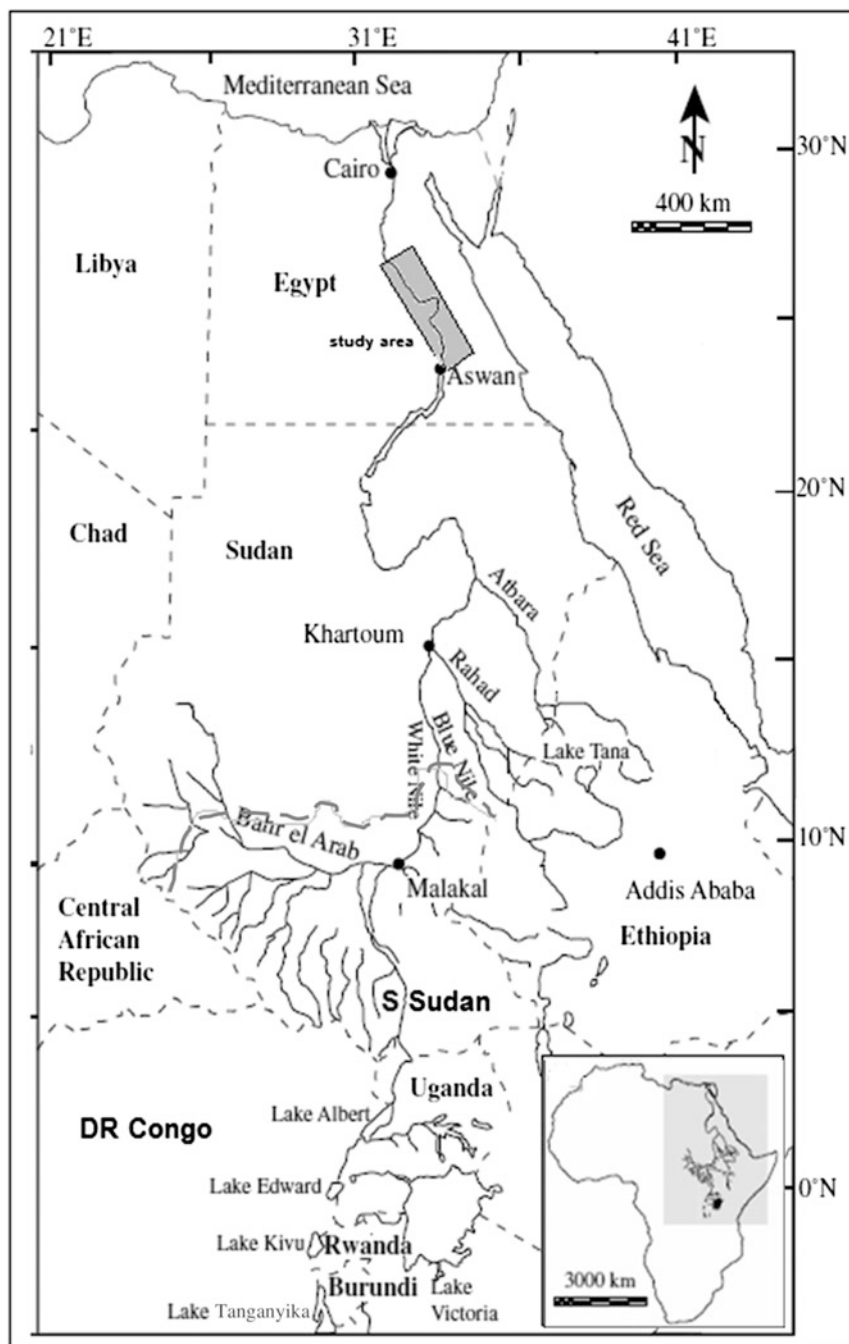 21˚E
31˚E
41˚E
Mediterranean Sea
30˚N
Cairo
N
400 km
Libya
Egypt
study area
Aswan
20˚N
Chad
Sudan
Red Sea
Atbara
Khartoum
Rahad
Blue Nile
White Nile
Lake Tana
Bahr el Arab
10˚N
Malakal
Addis Ababa
Central
African
Republic
Ethiopia
S Sudan
Uganda
Lake Albert
DR Congo
Lake Edward
0˚N
Lake Kivu
Rwanda
Burundi
Lake
Victoria
Lake Tanganyika
3000 km